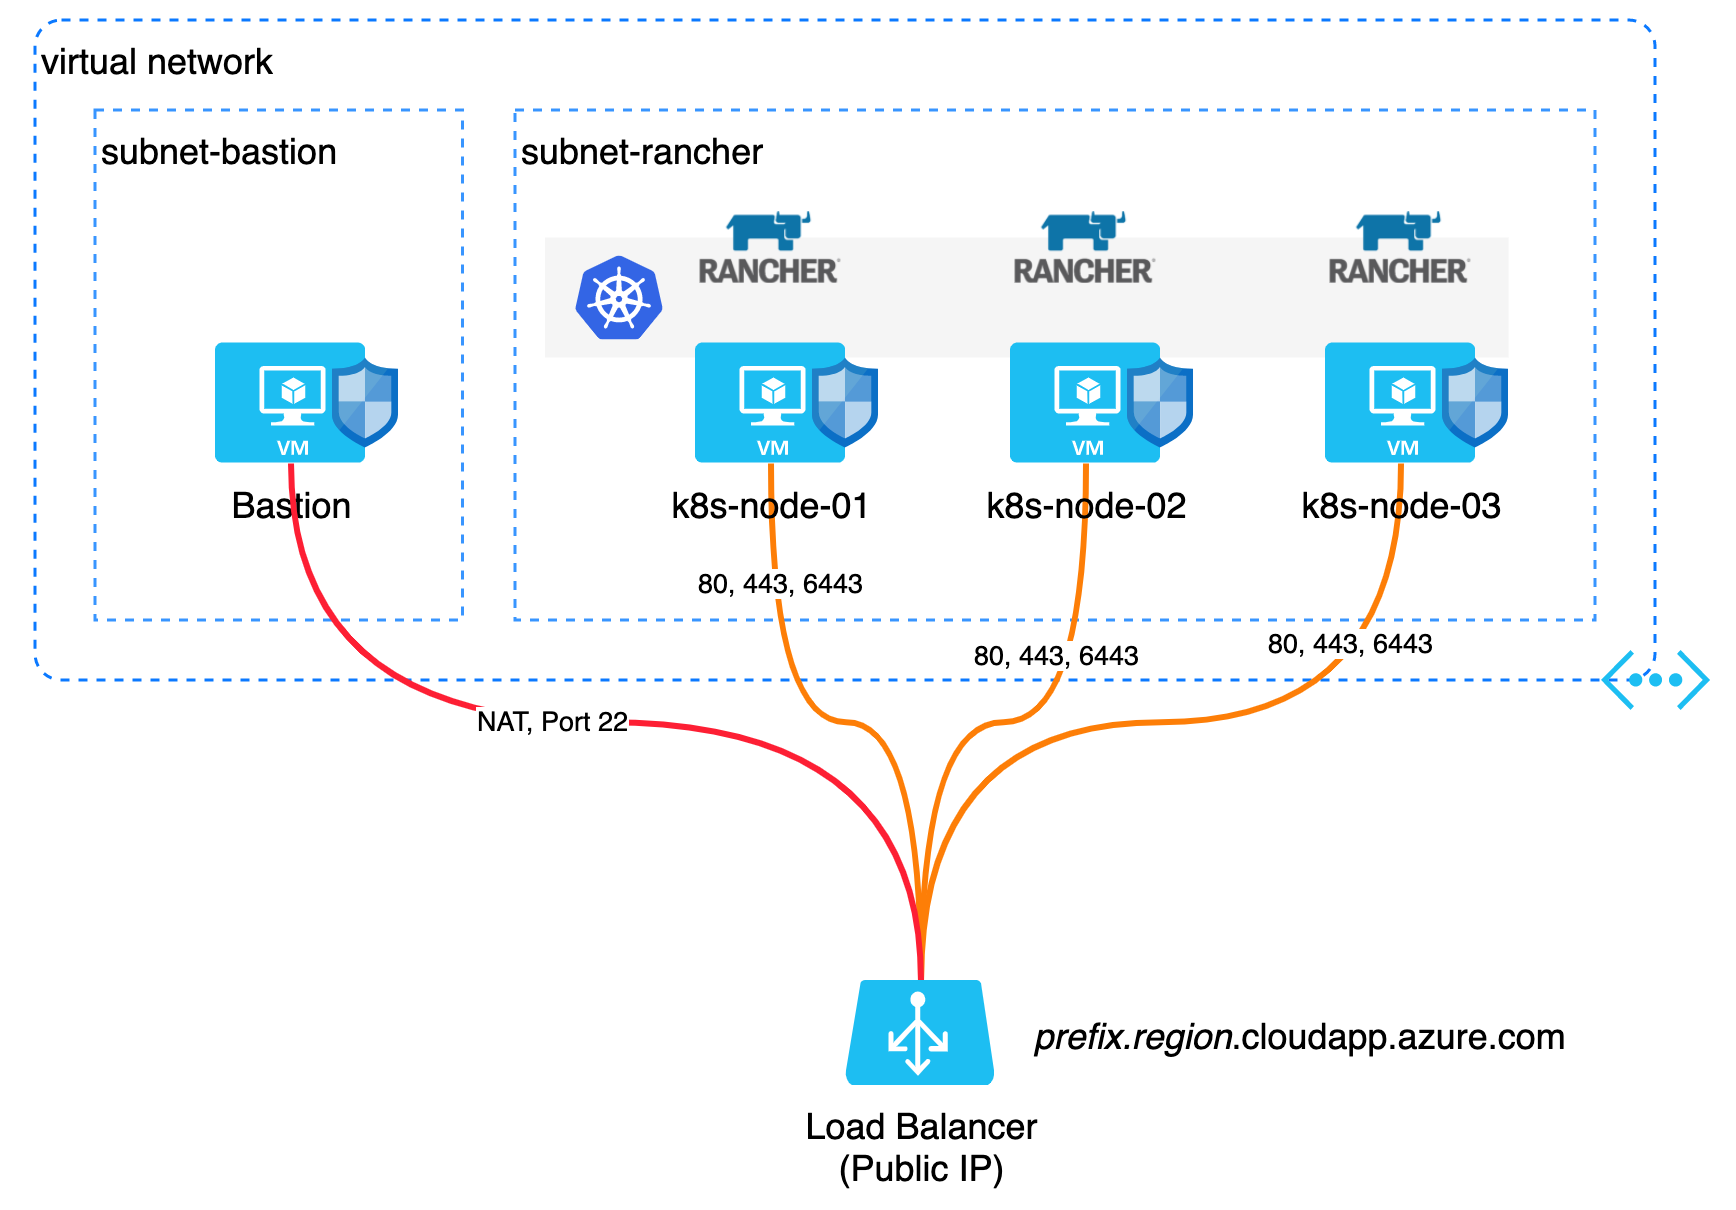 virtual network
subnet-bastion
subnet-rancher
RANCHER
RANCHER
RANCHER
VM
VM
VM
VM
Bastion
k8s-node-01
k8s-node-02
k8s-node-03
80, 443, 6443
80, 443, 6443
80, 443, 6443
NAT, Port 22
prefix.region.cloudapp.azure.com
Load Balancer
(Public IP)